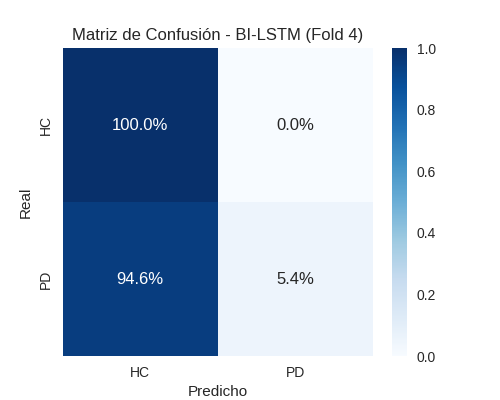 Matriz de Confusión - BI-LSTM (Fold 4)
Real
HC
100.0%
0.0%
PD
94.6%
5.4%
HC
PD
Predicho
1.0
0.8
0.6
0.4
0.2
0.0